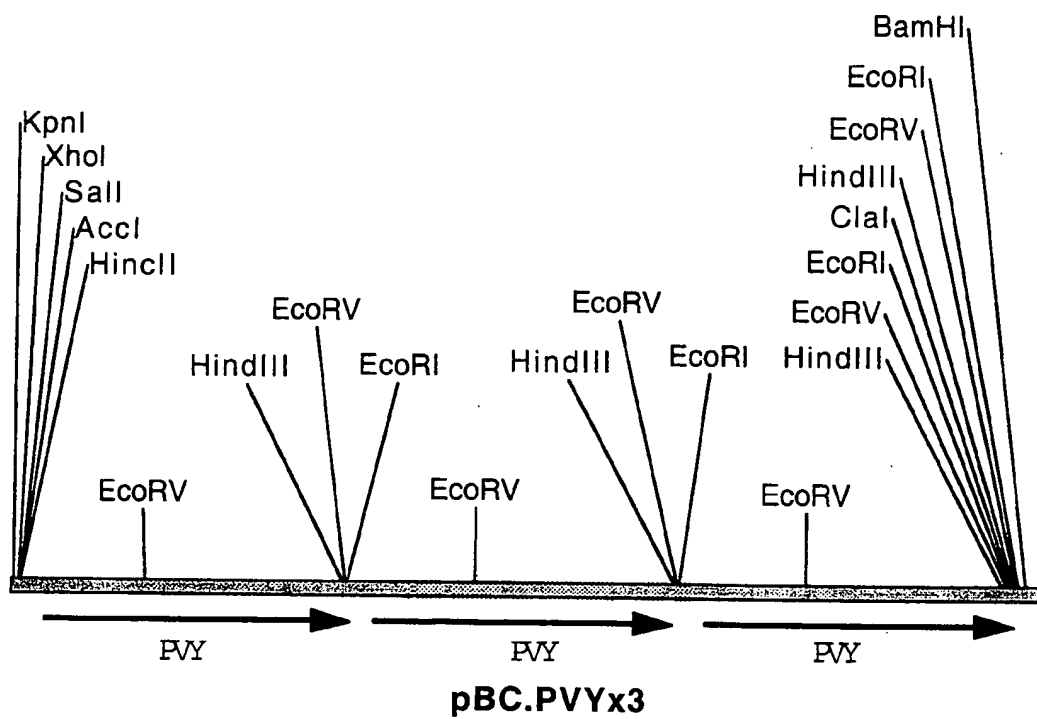 BamHI
EcoRI
EcoRV
HindIII
ClaI
EcoRI
EcoRV
HindIII
KpnI
XhoI
SalI
AccI
HincII
EcoRV
HindIII
EcoRI
EcoRV
HindIII
EcoRI
EcoRV
EcoRV
EcoRV
PVY
PVY
PVY
pBC.PVYx3